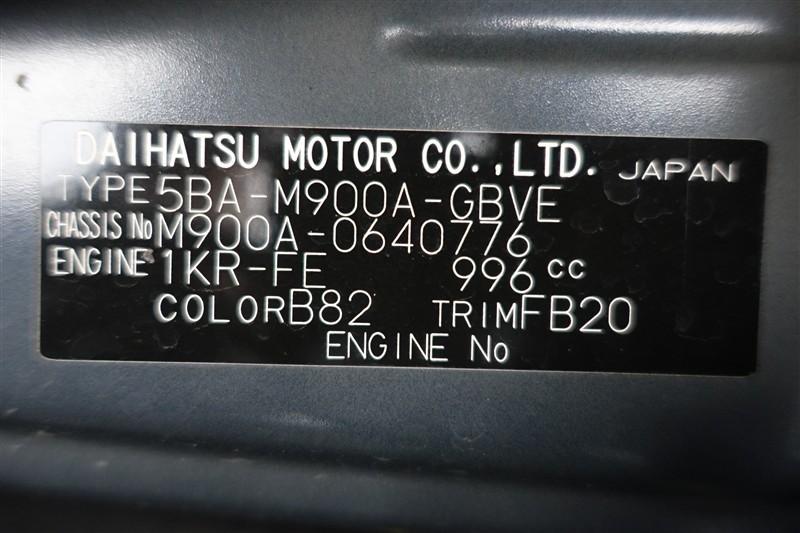 DAIHATSU MOTOR CO.,LTD. JAPAN
TYPE 5BA-M900A-GBVE
CHASSIS No M900A-0640776
ENGINE 1KR-FE 996 cc
COLOR B82 TRIM FB20
ENGINE No